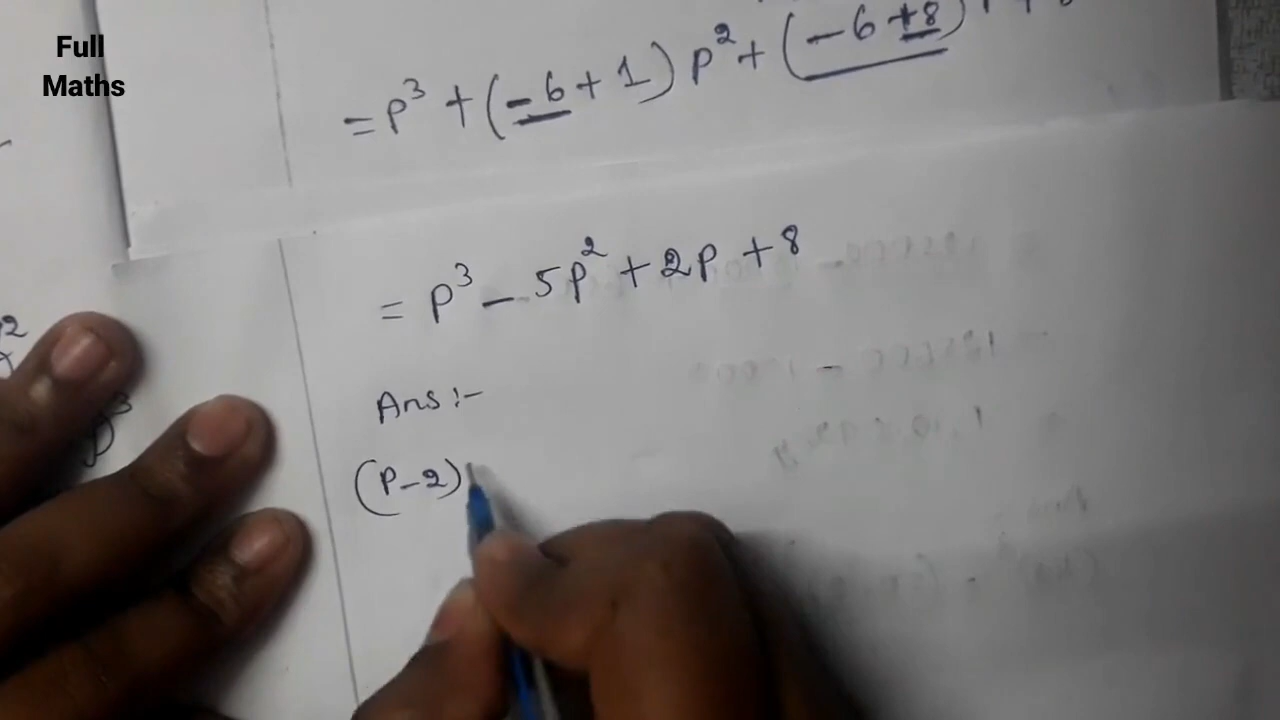 Full
Maths
= p³ + (-6 + 1) p² + (-6 + 8)
= p³ - 5p² + 2p + 8
Ans :-
(p-2)